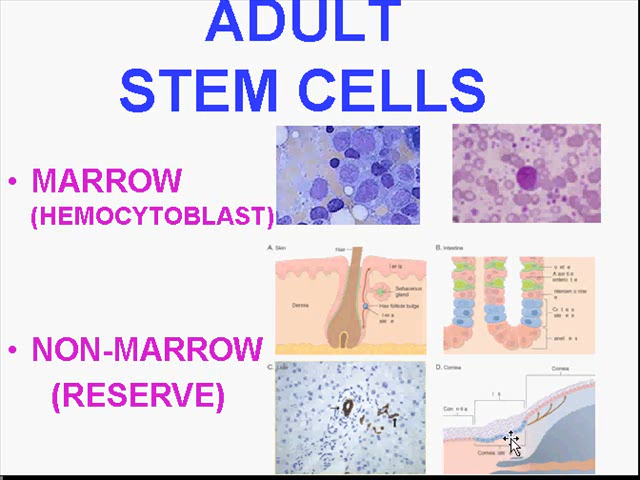 ADULT
STEM CELLS
• MARROW
(HEMOCYTOBLAST)
A. Skin
Hair
Dermis
Sebaceous
gland
Hair follicle bulge
B. Intestine
• NON-MARROW
(RESERVE)
C.
D. Cornea
Cornea